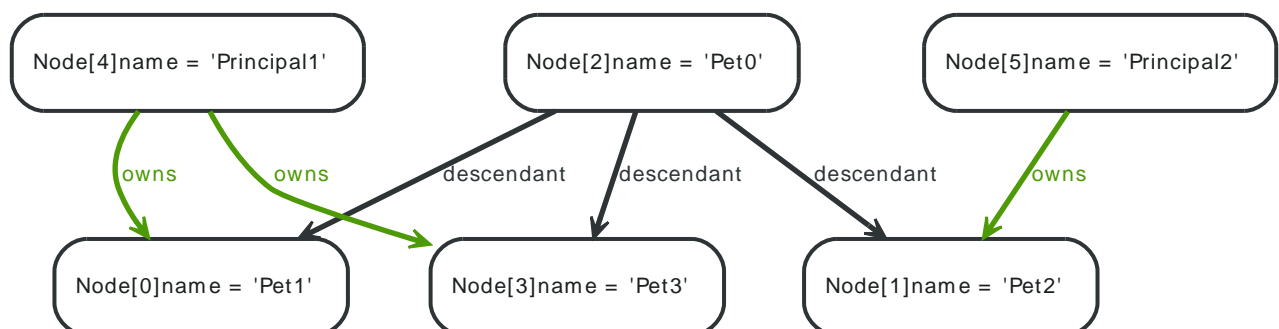 Node[4]name = 'Principal1'
Node[2]name = 'Pet0'
Node[5]name = 'Principal2'
owns
owns
descendant
descendant
descendant
owns
Node[0]name = 'Pet1'
Node[3]name = 'Pet3'
Node[1]name = 'Pet2'